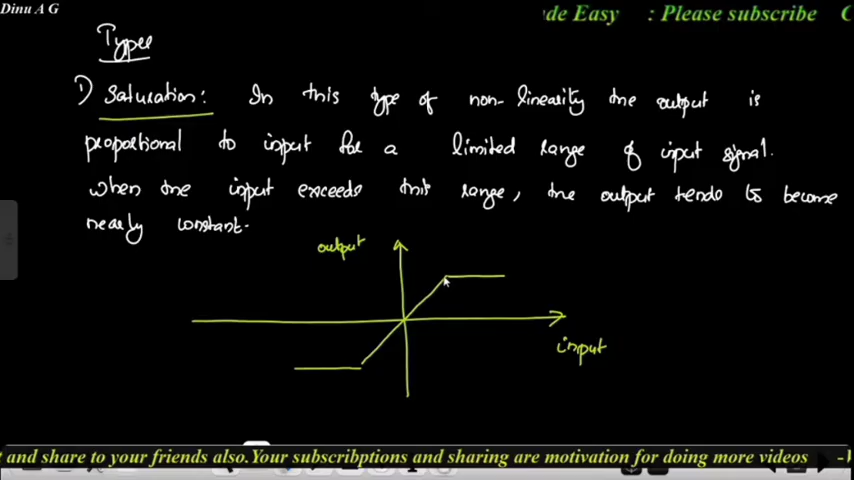 Dinu A G
de Easy : Please subscribe
Types
1) Saturation: In this type of non-linearity the output is
proportional to input for a limited range of input signal.
when the input exceeds this range, the output tends to become
nearly constant.
output
input
and share to your friends also.Your subscribptions and sharing are motivation for doing more videos